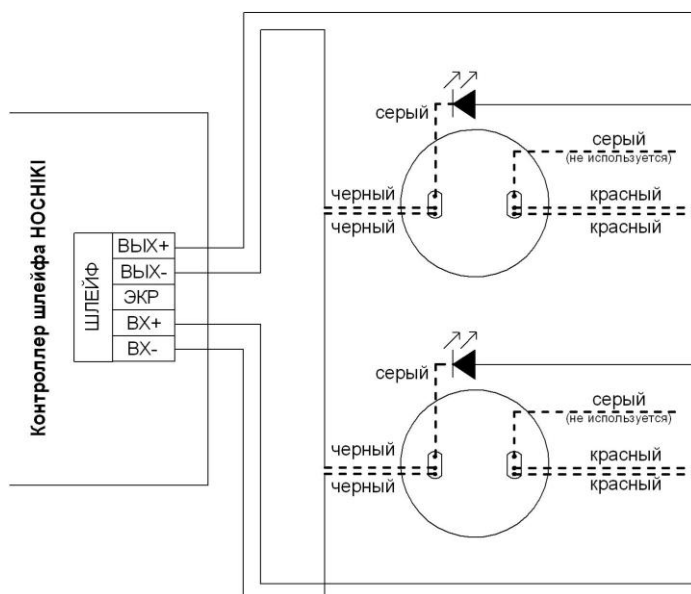 Контроллер шлейфа HOCHIKI
ШЛЕЙФ
ВЫХ+
ВЫХ-
ЭКР
ВХ+
ВХ-
серый
серый
(не используется)
черный
черный
красный
красный
серый
серый
(не используется)
черный
черный
красный
красный